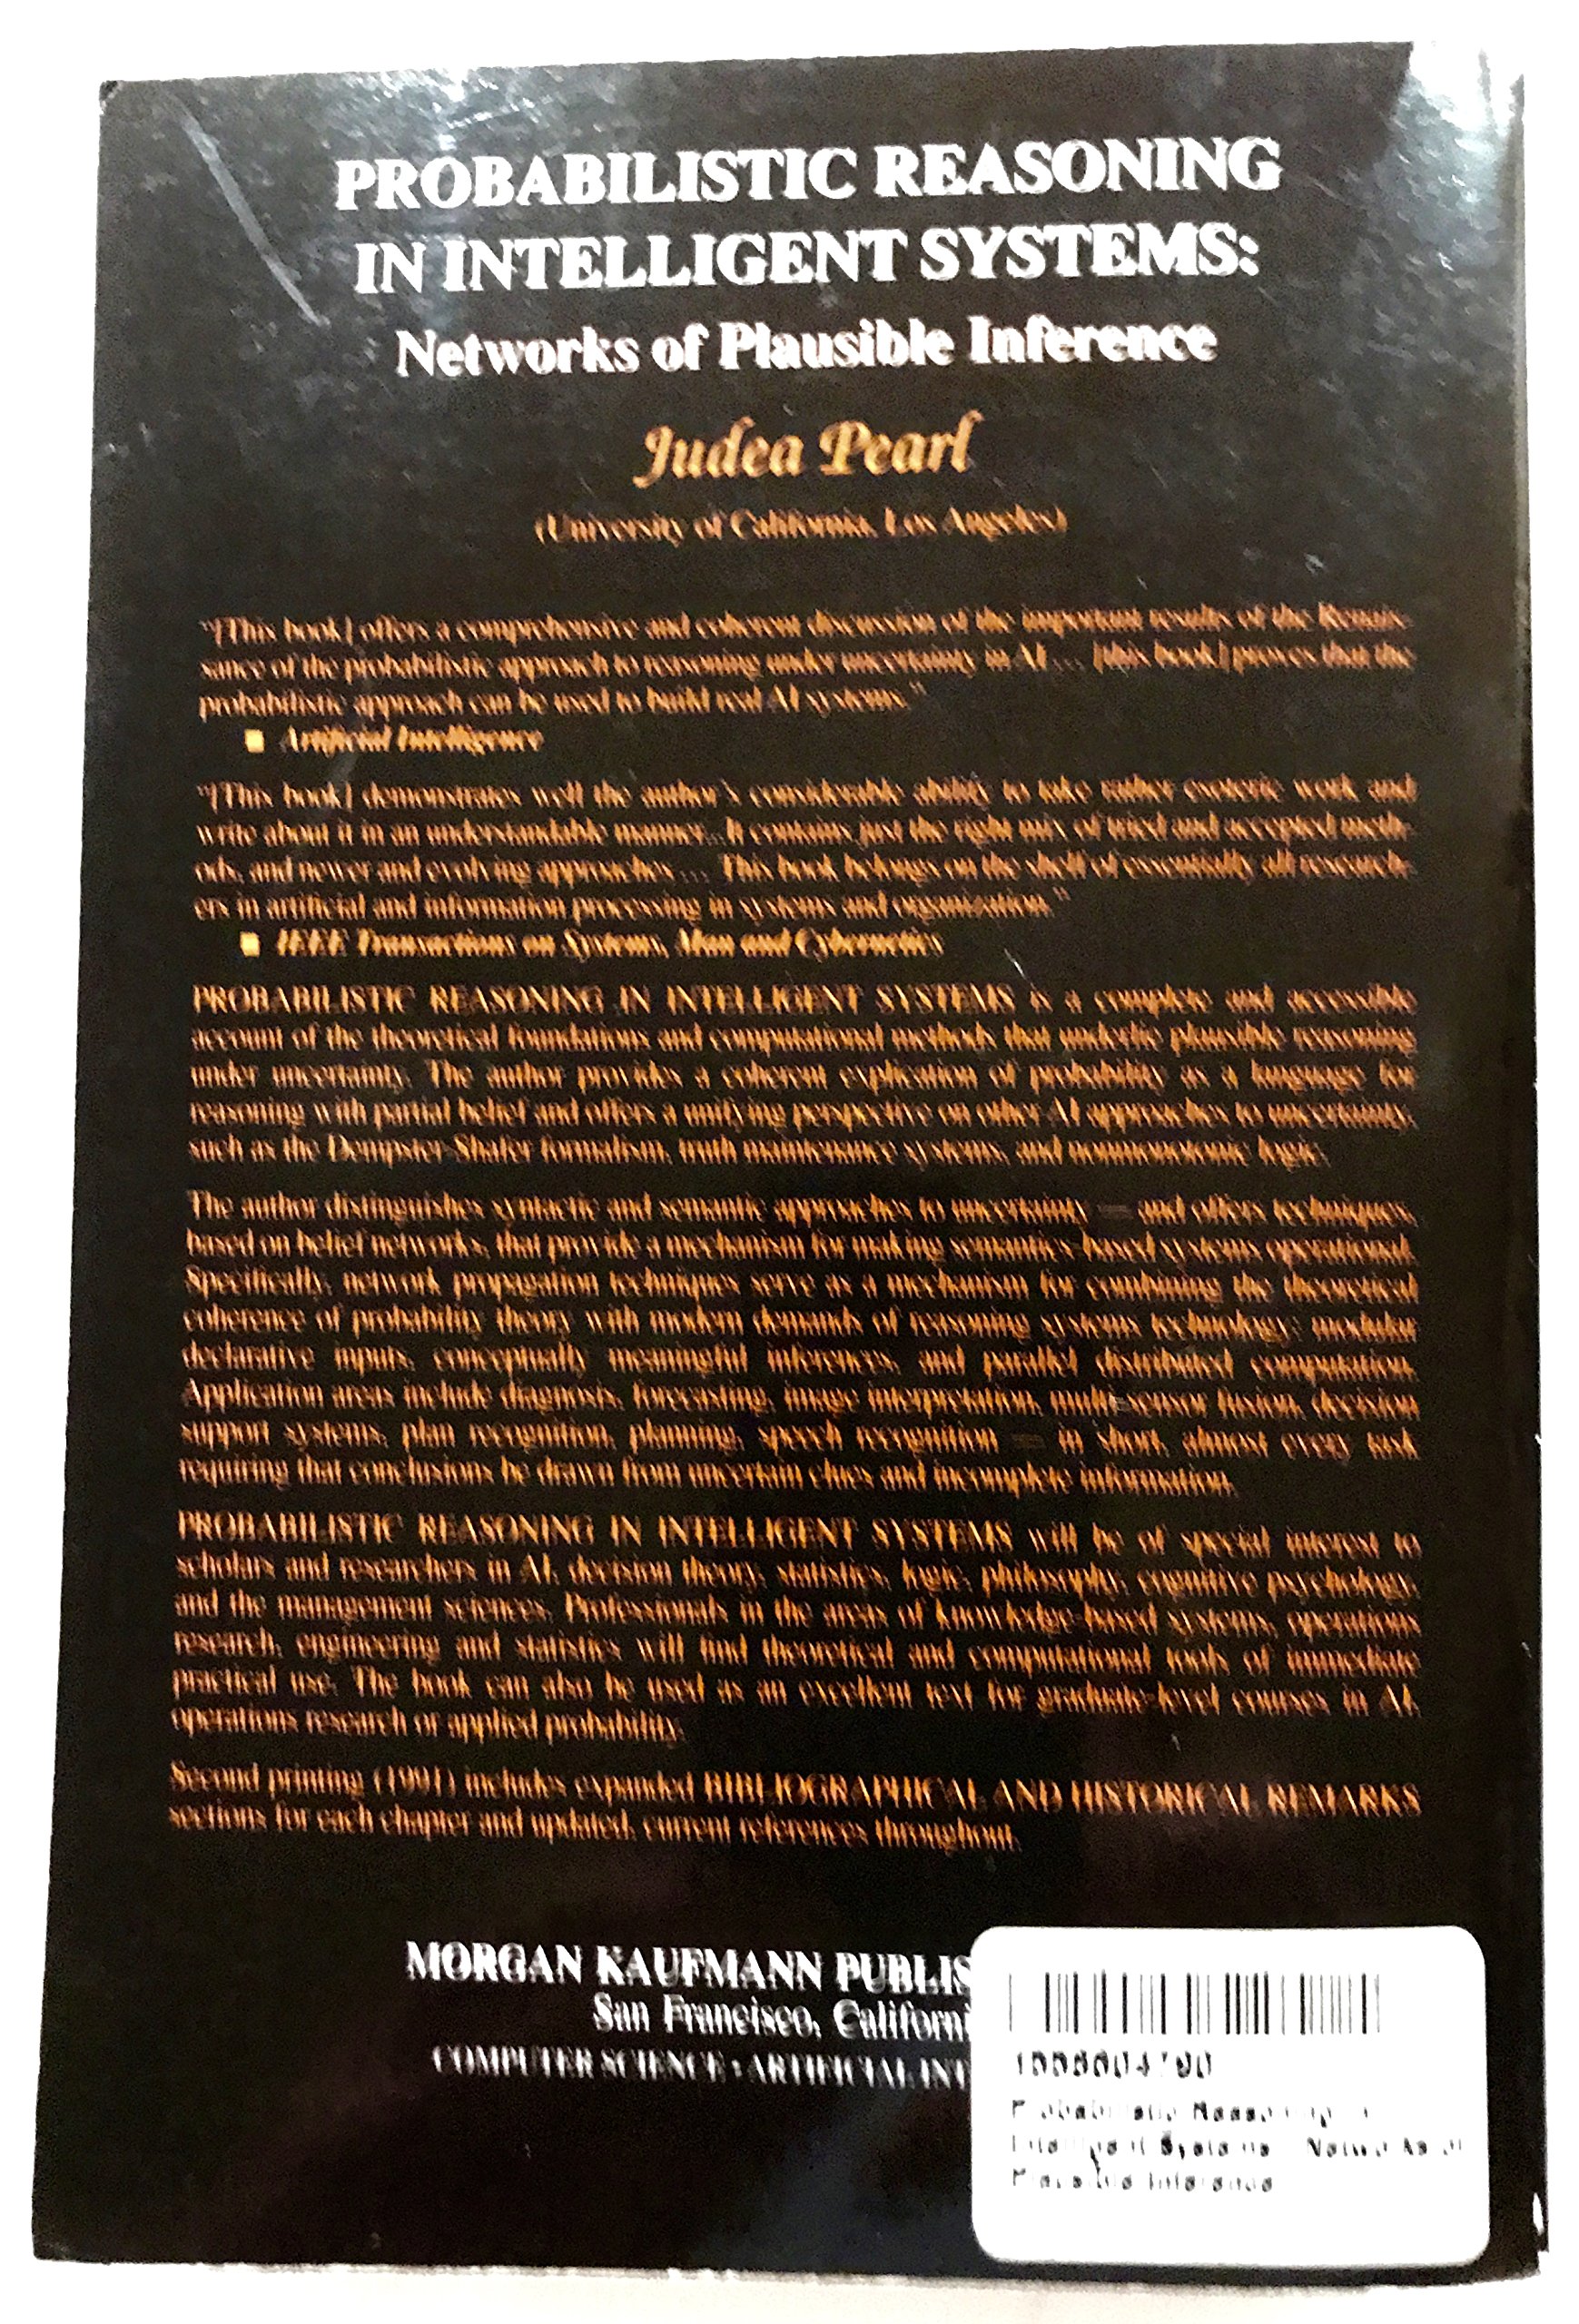 PROBABILISTIC REASONING
IN INTELLIGENT SYSTEMS:
Networks of Plausible Inference
Judea Pearl
(University of California, Los Angeles)
"[This book] offers a comprehensive and coherent discussion of the important results of the Renais-
sance of the probabilistic approach to reasoning under uncertainty in AI . . . [this book] proves that the
probabilistic approach can be used to build real AI systems."
■ Artificial Intelligence
"[This book] demonstrates well the author's considerable ability to take rather esoteric work and
write about it in an understandable manner...It contains just the right mix of tried and accepted meth-
ods, and newer and evolving approaches . . . This book belongs on the shelf of essentially all research-
ers in artificial and information processing in systems and organization."
■ IEEE Transactions on Systems, Man and Cybernetics
PROBABILISTIC REASONING IN INTELLIGENT SYSTEMS is a complete and accessible
account of the theoretical foundations and computational methods that underlie plausible reasoning
under uncertainty. The author provides a coherent explication of probability as a language for
reasoning with partial belief and offers a unifying perspective on other AI approaches to uncertainty,
such as the Dempster-Shafer formalism, truth maintenance systems, and nonmonotonic logic.
The author distinguishes syntactic and semantic approaches to uncertainty — and offers techniques,
based on belief networks, that provide a mechanism for making semantics-based systems operational.
Specifically, network propagation techniques serve as a mechanism for combining the theoretical
coherence of probability theory with modern demands of reasoning systems technology: modular
declarative inputs, conceptually meaningful inferences, and parallel distributed computation.
Application areas include diagnosis, forecasting, image interpretation, multi-sensor fusion, decision
support systems, plan recognition, planning, speech recognition — in short, almost every task
requiring that conclusions be drawn from uncertain clues and incomplete information.
PROBABILISTIC REASONING IN INTELLIGENT SYSTEMS will be of special interest to
scholars and researchers in AI, decision theory, statistics, logic, philosophy, cognitive psychology,
and the management sciences. Professionals in the areas of knowledge-based systems, operations
research, engineering and statistics will find theoretical and computational tools of immediate
practical use. The book can also be used as an excellent text for graduate-level courses in AI,
operations research or applied probability.
Second printing (1991) includes expanded BIBLIOGRAPHICAL AND HISTORICAL REMARKS
sections for each chapter and updated, current references throughout.
MORGAN KAUFMANN PUBLIS
San Francisco, Californi
COMPUTER SCIENCE • ARTIFICIAL INT
Probabilistic Reasoning in
Intelligent Systems Networks of
Plausible Inference